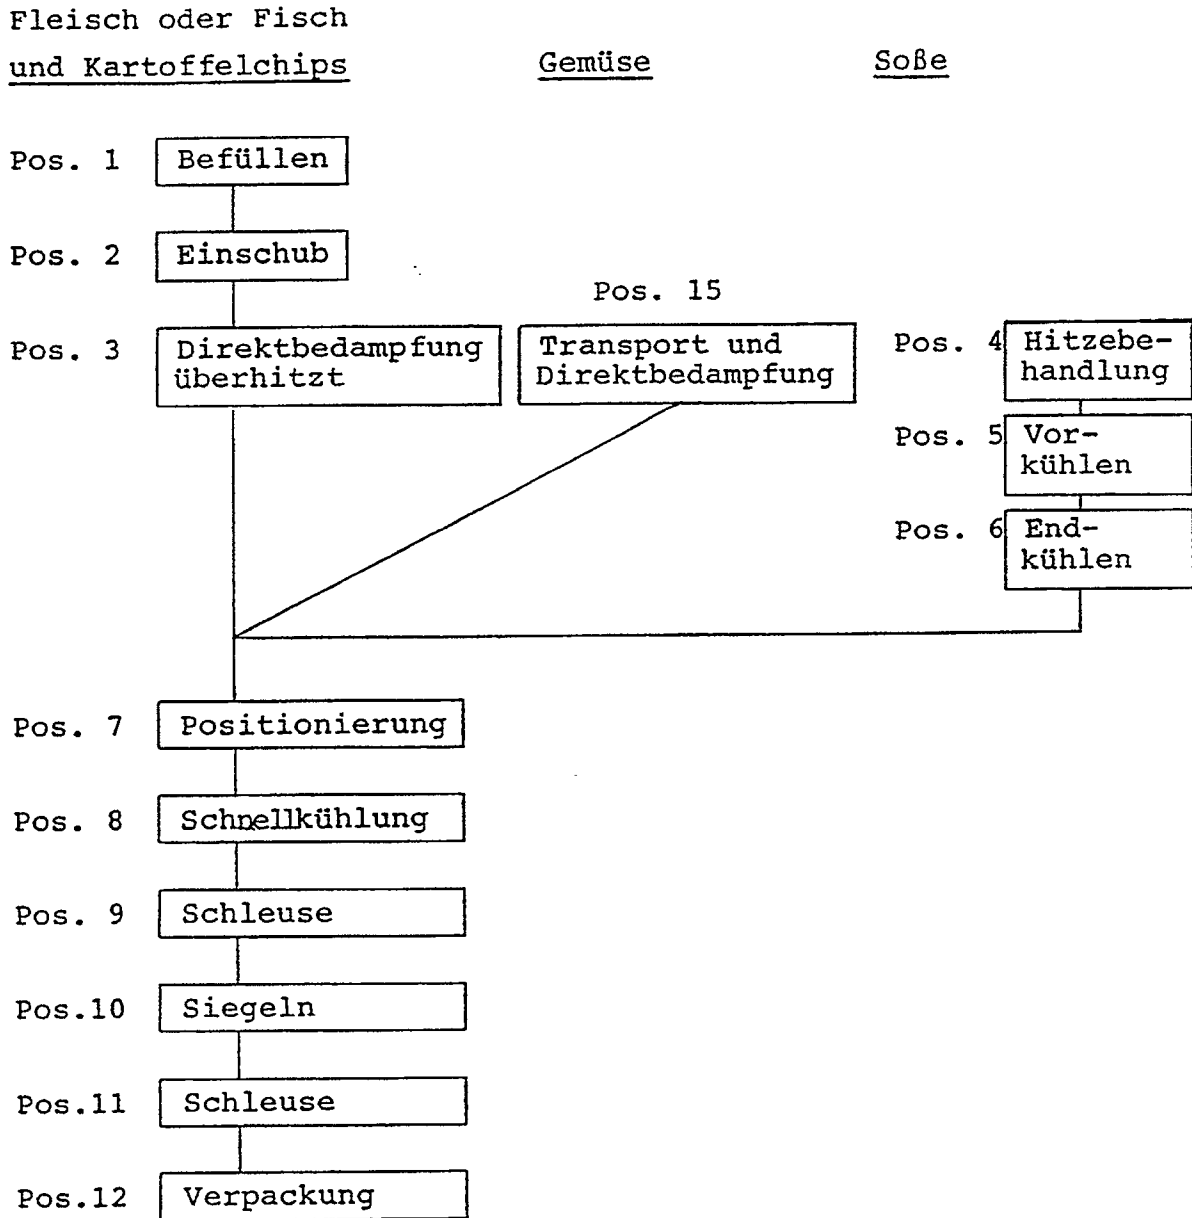 Fleisch oder Fisch
und Kartoffelchips Gemüse Soße
Pos. 1 Befüllen
Pos. 2 Einschub
Pos. 15
Pos. 3 Direktbedampfung
überhitzt
Transport und
Direktbedampfung
Pos. 4 Hitzebe-
handlung
Pos. 5 Vor-
kühlen
Pos. 6 End-
kühlen
Pos. 7 Positionierung
Pos. 8 Schnellkühlung
Pos. 9 Schleuse
Pos.10 Siegeln
Pos.11 Schleuse
Pos.12 Verpackung